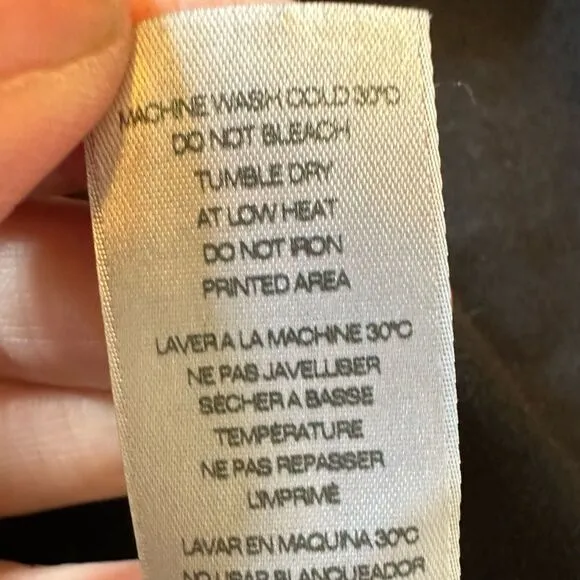 MACHINE WASH COLD 30°C
DO NOT BLEACH
TUMBLE DRY
AT LOW HEAT
DO NOT IRON
PRINTED AREA
LAVER A LA MACHINE 30°C
NE PAS JAVELLISER
SÉCHER A BASSE
TEMPÉRATURE
NE PAS REPASSER
L'IMPRIMÉ
LAVAR EN MAQUINA 30°C
NO USAR BLANQUEADOR